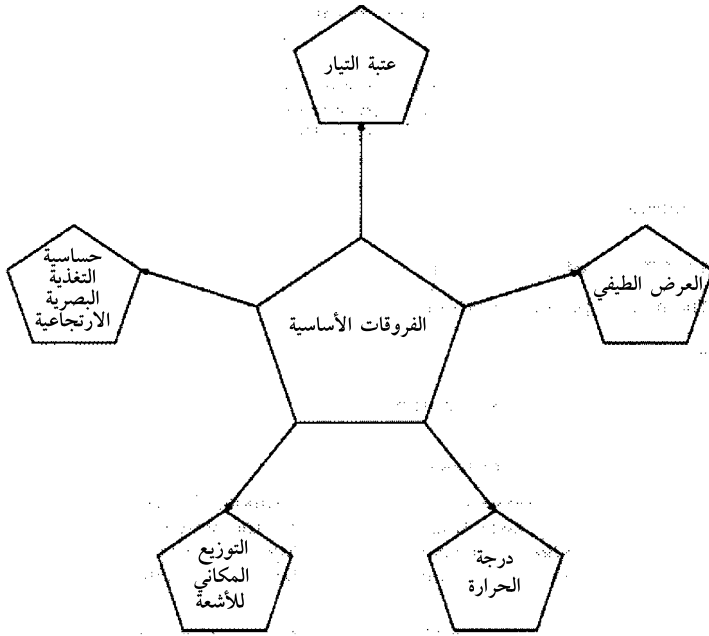 عتبة التيار
العرض الطيفي
حساسية
التغذية
البصرية
الارتجاعية
الفروقات الأساسية
درجة
الحرارة
التوزيع
المكاني
للأشعة